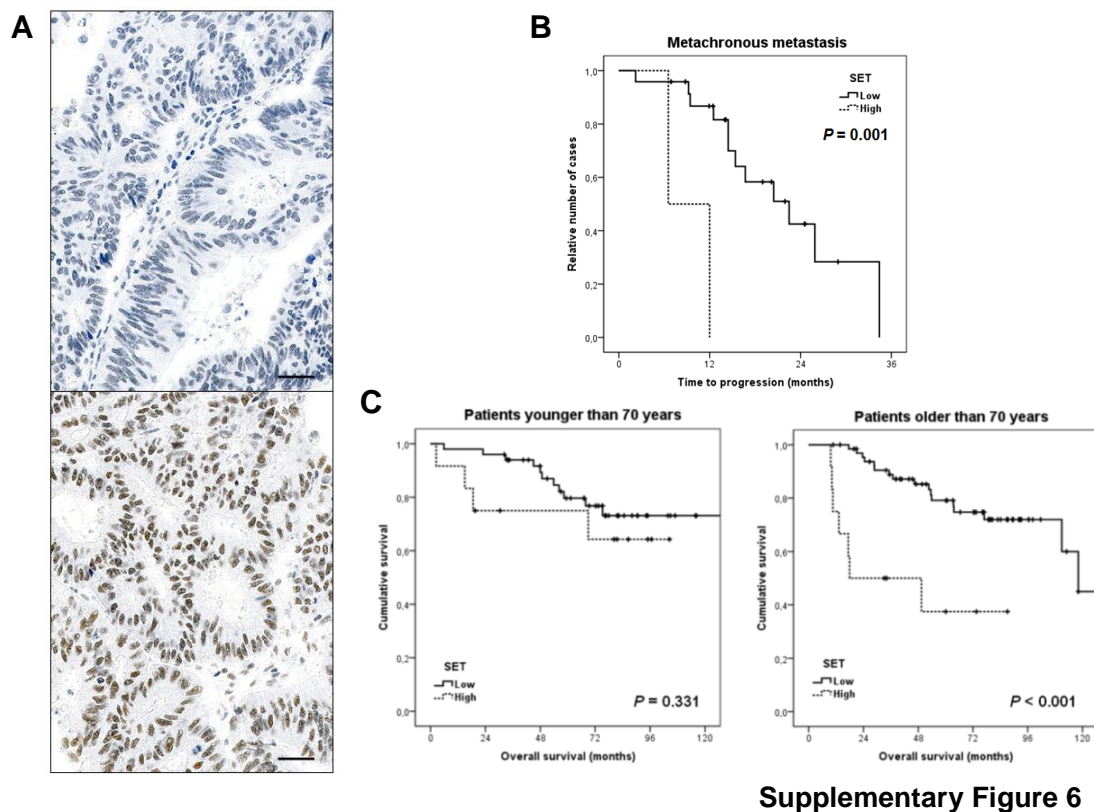 A
B
Metachronous metastasis
SET
Low
High
P = 0.001
1,0
0,8
0,6
0,4
0,2
0,0
Relative number of cases
0 12 24 36
Time to progression (months)
C
Patients younger than 70 years
1,0
0,8
0,6
0,4
0,2
0,0
Cumulative survival
SET
Low
High
P = 0.331
0 24 48 72 96 120
Overall survival (months)
Patients older than 70 years
1,0
0,8
0,6
0,4
0,2
0,0
Cumulative survival
SET
Low
High
P < 0.001
0 24 48 72 96 120
Overall survival (months)
Supplementary Figure 6